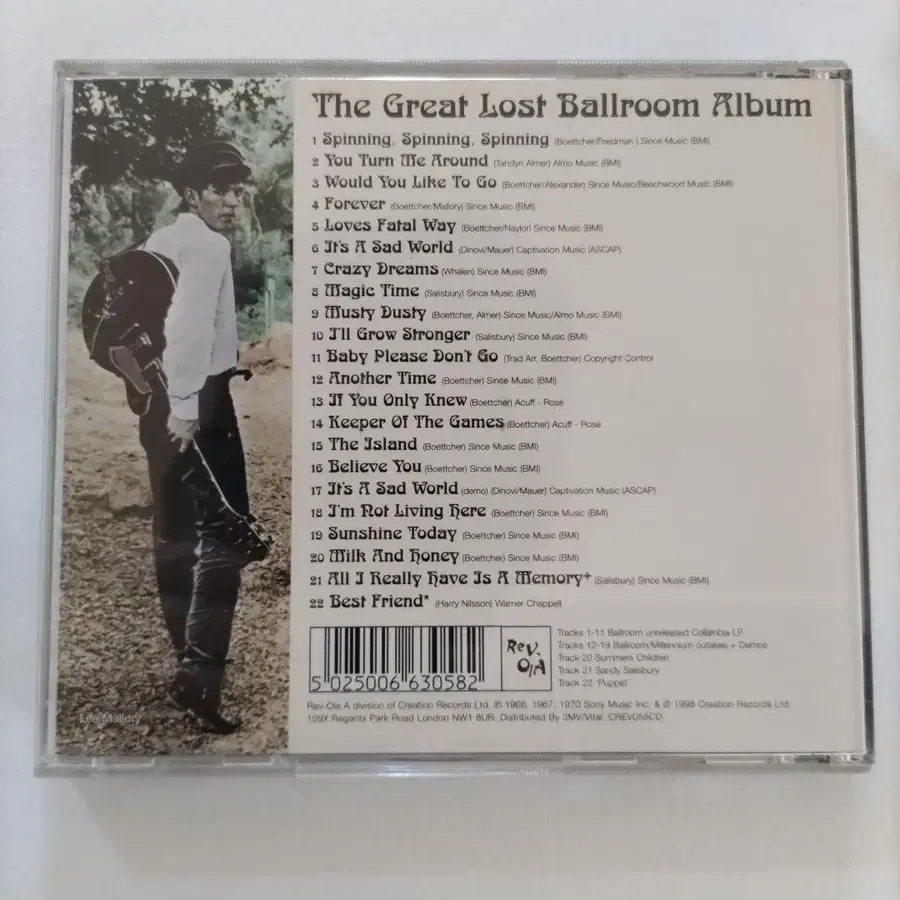 The Great Lost Ballroom Album
1 Spinning, Spinning, Spinning (Boettcher/Friedman ) Since Music (BMI)
2 You Turn Me Around (Tandyn Almer) Almo Music (BMI)
3 Would You Like To Go (Boettcher/Alexander) Since Music/Beechwood Music (BMI)
4 Forever (Boettcher/Mallory) Since Music (BMI)
5 Loves Fatal Way (Boettcher/Naylor) Since Music (BMI)
6 It's A Sad World (Dinovi/Mauer) Captivation Music (ASCAP)
7 Crazy Dreams (Whalen) Since Music (BMI)
8 Magic Time (Salisbury) Since Music (BMI)
9 Musty Dusty (Boettcher, Almer) Since Music/Almo Music (BMI)
10 I'll Grow Stronger (Salisbury) Since Music (BMI)
11 Baby Please Don't Go (Trad Arr, Boettcher) Copyright Control
12 Another Time (Boettcher) Since Music (BMI)
13 If You Only Knew (Boettcher) Acuff - Rose
14 Keeper Of The Games (Boettcher) Acuff - Rose
15 The Island (Boettcher) Since Music (BMI)
16 Believe You (Boettcher) Since Music (BMI)
17 It's A Sad World (demo) (Dinovi/Mauer) Captivation Music (ASCAP)
18 I'm Not Living Here (Boettcher) Since Music (BMI)
19 Sunshine Today (Boettcher) Since Music (BMI)
20 Milk And Honey (Boettcher) Since Music (BMI)
21 All I Really Have Is A Memory+ (Salisbury) Since Music (BMI)
22 Best Friend* (Harry Nilsson) Warner Chappell
5 025006 630582
Rev-
OlA
Tracks 1-11 Ballroom unreleased Columbia LP
Tracks 12-19 Ballroom/Millennium outakes + Demos
Track 20 Summers Children
Track 21 Sandy Salisbury
Track 22 "Puppet"
Rev-Ola A division of Creation Records Ltd. ℗ 1966, 1967, 1970 Sony Music Inc. & © 1998 Creation Records Ltd.
109X Regents Park Road London NW1 8UR. Distributed By 3MV/Vital. CREV058CD
Lee Mallory